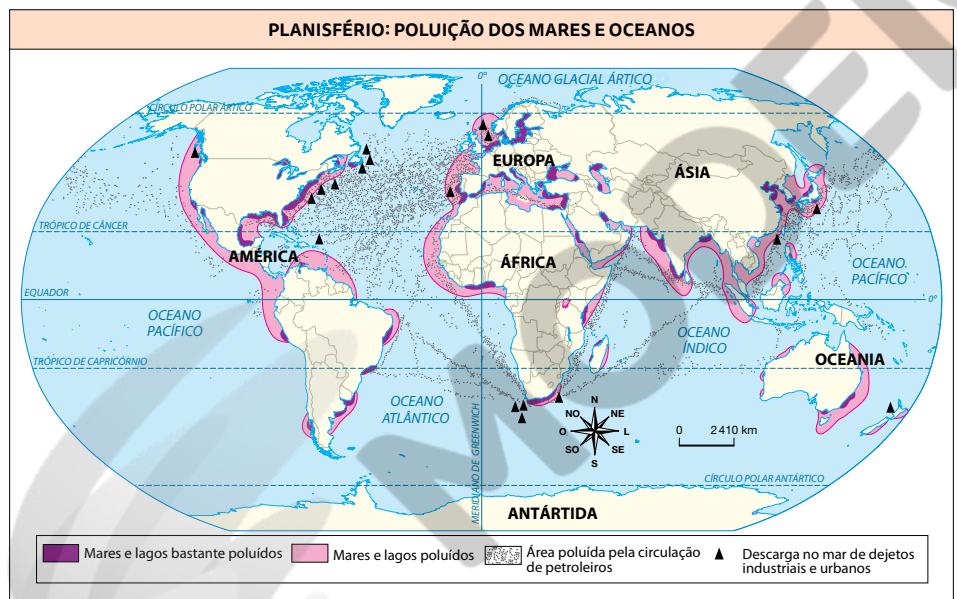 PLANISFÉRIO: POLUIÇÃO DOS MARES E OCEANOS
0°
OCEANO GLACIAL ÁRTICO
CÍRCULO POLAR ÁRTICO
EUROPA
ÁSIA
TRÓPICO DE CÂNCER
AMÉRICA
ÁFRICA
OCEANO
PACÍFICO
EQUADOR
0°
OCEANO
PACÍFICO
OCEANO
ÍNDICO
TRÓPICO DE CAPRICÓRNIO
OCEANIA
OCEANO
ATLÂNTICO
MERIDIANO DE GREENWICH
N
NO NE
O L
SO SE
S
0 2 410 km
CÍRCULO POLAR ANTÁRTICO
ANTÁRTIDA
Mares e lagos bastante poluídos
Mares e lagos poluídos
Área poluída pela circulação
de petroleiros
Descarga no mar de dejetos
industriais e urbanos
MODE